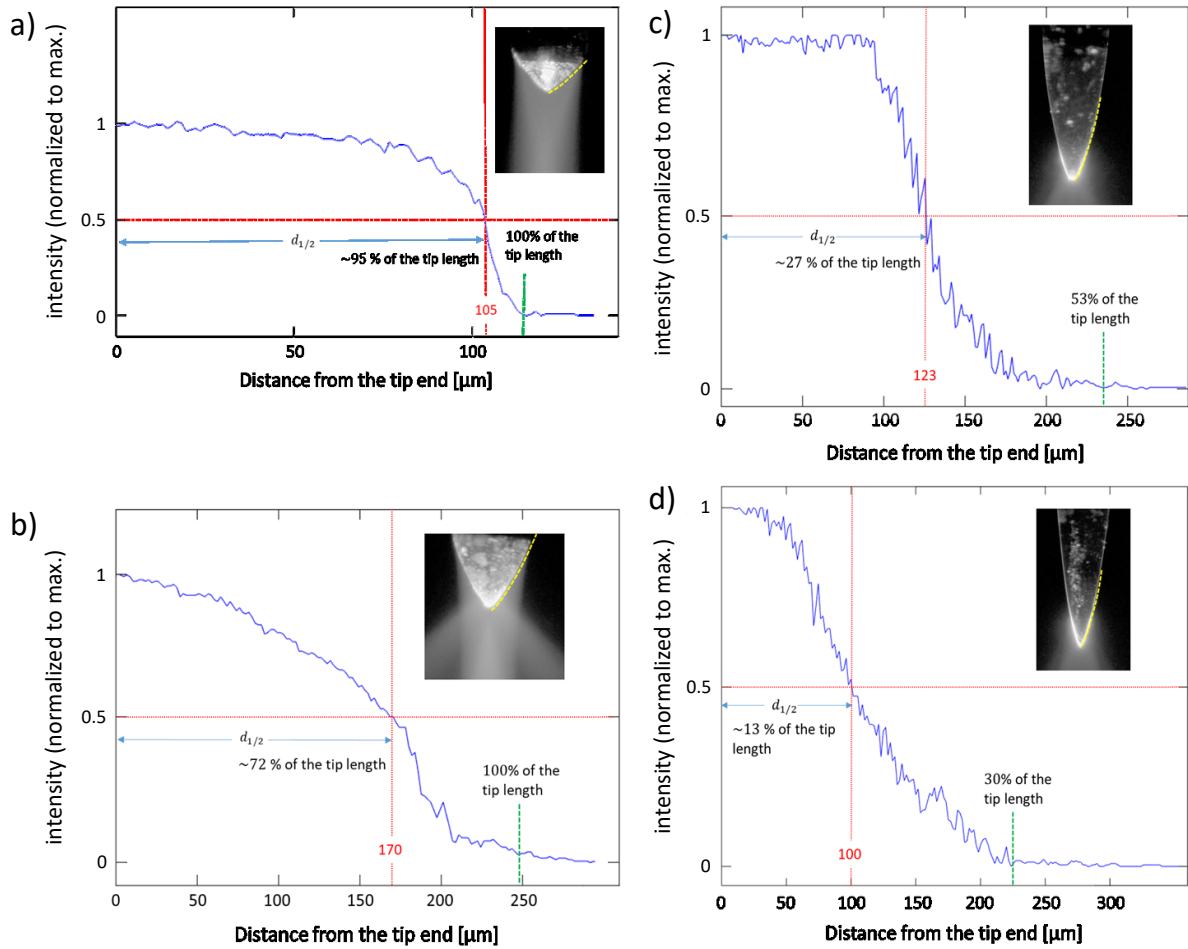 a)
intensity (normalized to max.)
1
0.5
0
d1/2
~95 % of the tip length
100% of the
tip length
105
0
50
100
Distance from the tip end [µm]
c)
intensity (normalized to max.)
1
0.5
0
d1/2
~27 % of the tip length
53% of the
tip length
123
0
50
100
150
200
250
Distance from the tip end [µm]
b)
intensity (normalized to max.)
1
0.5
0
d1/2
~72 % of the tip length
100% of the
tip length
170
0
50
100
150
200
250
Distance from the tip end [µm]
d)
intensity (normalized to max.)
1
0.5
0
d1/2
~13 % of the tip
length
30% of the
tip length
100
0
50
100
150
200
250
300
Distance from the tip end [µm]